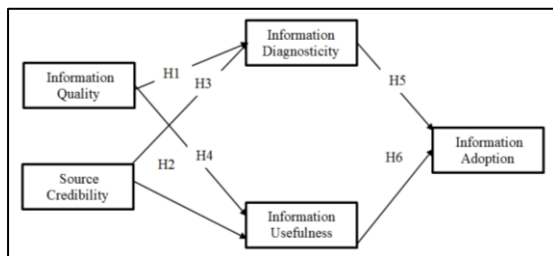 Information
Diagnosticity
H1
H5
Information
Quality
H3
Information
Adoption
H4
H2
H6
Source
Credibility
Information
Usefulness